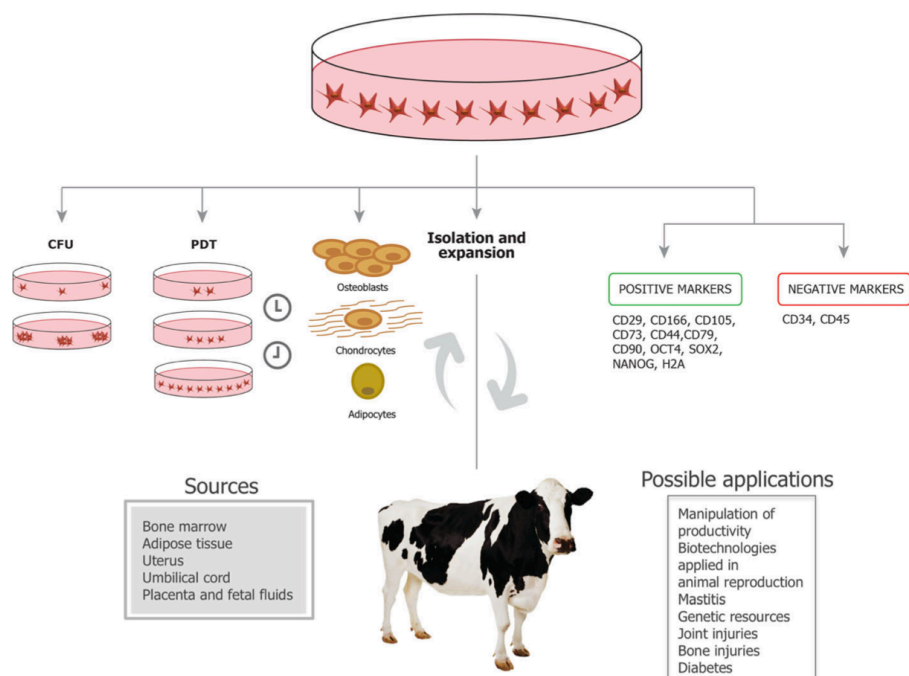 CFU
PDT
Osteoblasts
Chondrocytes
Adipocytes
Isolation and
expansion
POSITIVE MARKERS
CD29, CD166, CD105,
CD73, CD44,CD79,
CD90, OCT4, SOX2,
NANOG, H2A
NEGATIVE MARKERS
CD34, CD45
Sources
Bone marrow
Adipose tissue
Uterus
Umbilical cord
Placenta and fetal fluids
Possible applications
Manipulation of
productivity
Biotechnologies
applied in
animal reproduction
Mastitis
Genetic resources
Joint injuries
Bone injuries
Diabetes